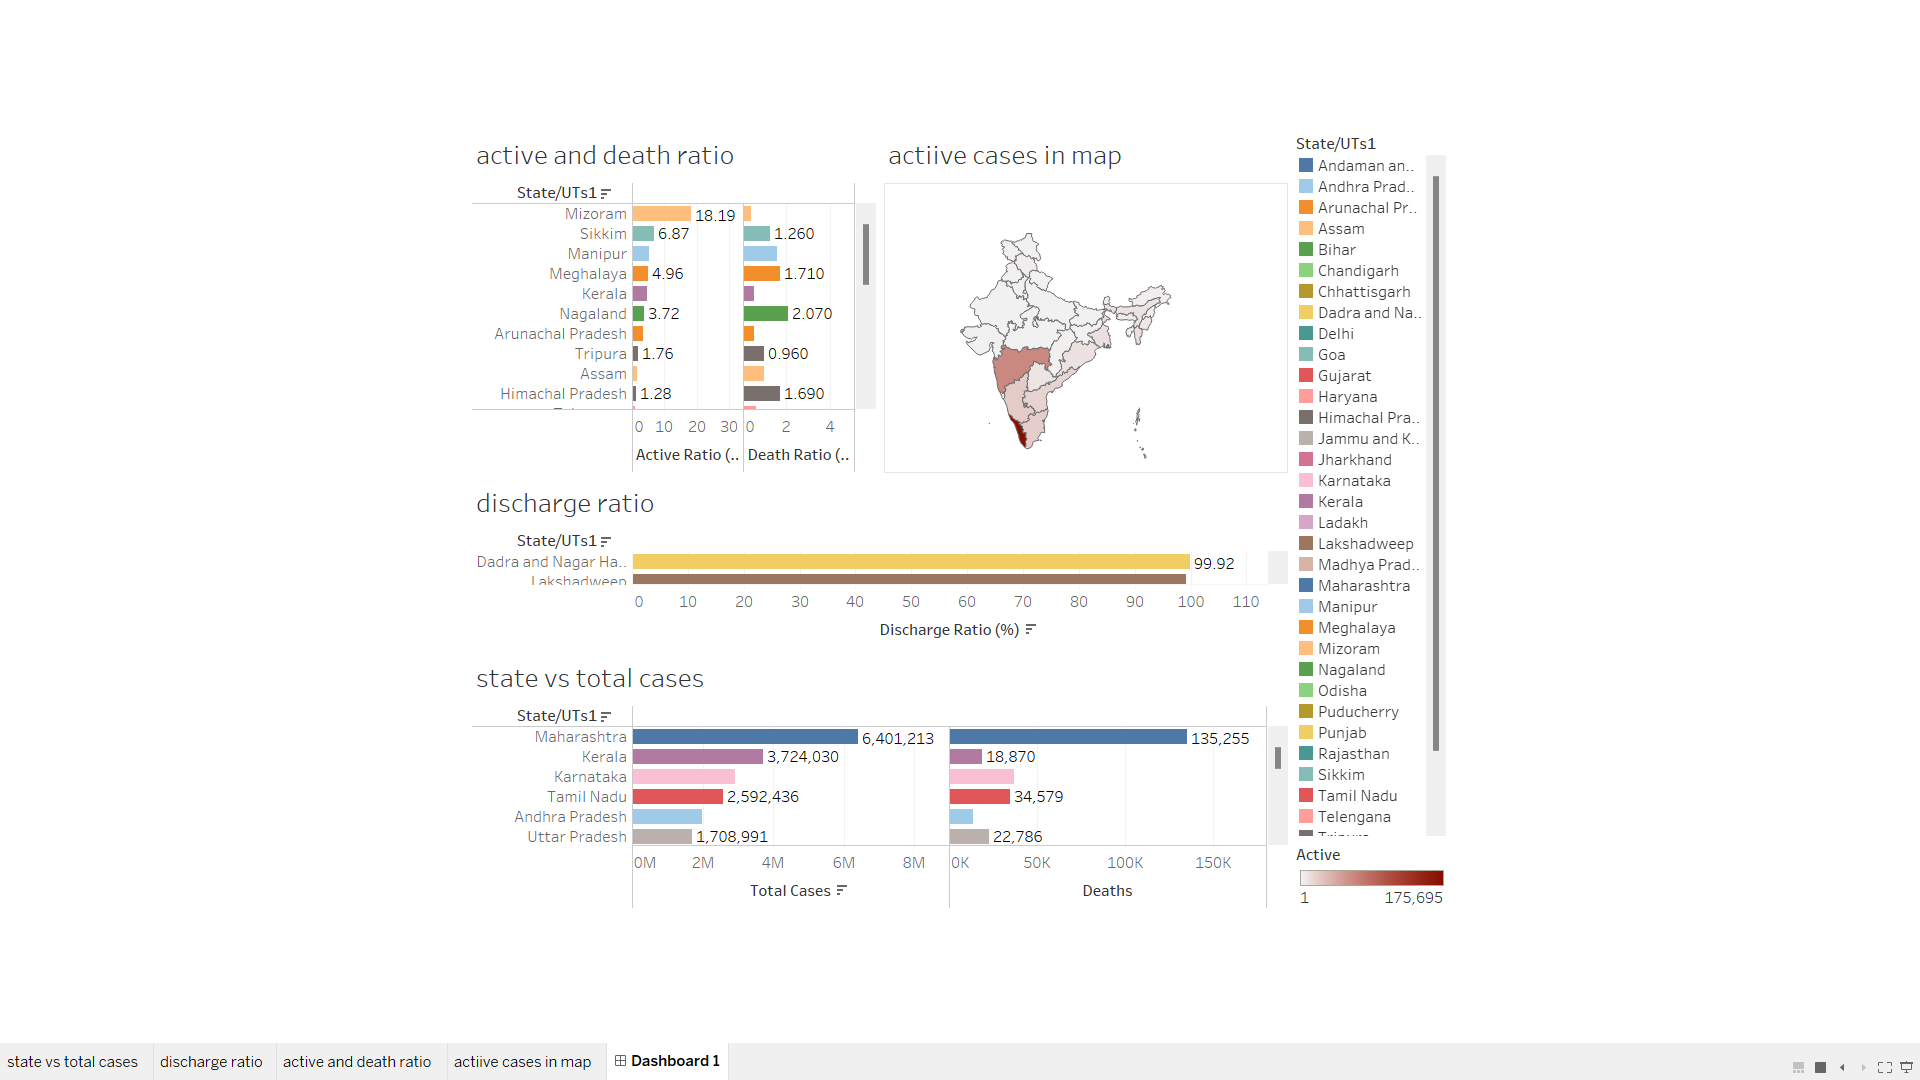 active and death ratio
State/UTs1
Mizoram 18.19
Sikkim 6.87 1.260
Manipur
Meghalaya 4.96 1.710
Kerala
Nagaland 3.72 2.070
Arunachal Pradesh
Tripura 1.76 0.960
Assam
Himachal Pradesh 1.28 1.690
0 10 20 30 0 2 4
Active Ratio (.. Death Ratio (..
actiive cases in map
discharge ratio
State/UTs1
Dadra and Nagar Ha.. 99.92
Lakshadweep
0 10 20 30 40 50 60 70 80 90 100 110
Discharge Ratio (%)
state vs total cases
State/UTs1
Maharashtra 6,401,213 135,255
Kerala 3,724,030 18,870
Karnataka
Tamil Nadu 2,592,436 34,579
Andhra Pradesh
Uttar Pradesh 1,708,991 22,786
0M 2M 4M 6M 8M 0K 50K 100K 150K
Total Cases Deaths
State/UTs1
Andaman an..
Andhra Prad..
Arunachal Pr..
Assam
Bihar
Chandigarh
Chhattisgarh
Dadra and Na..
Delhi
Goa
Gujarat
Haryana
Himachal Pra..
Jammu and K..
Jharkhand
Karnataka
Kerala
Ladakh
Lakshadweep
Madhya Prad..
Maharashtra
Manipur
Meghalaya
Mizoram
Nagaland
Odisha
Puducherry
Punjab
Rajasthan
Sikkim
Tamil Nadu
Telengana
Active
1 175,695
state vs total cases discharge ratio active and death ratio actiive cases in map Dashboard 1